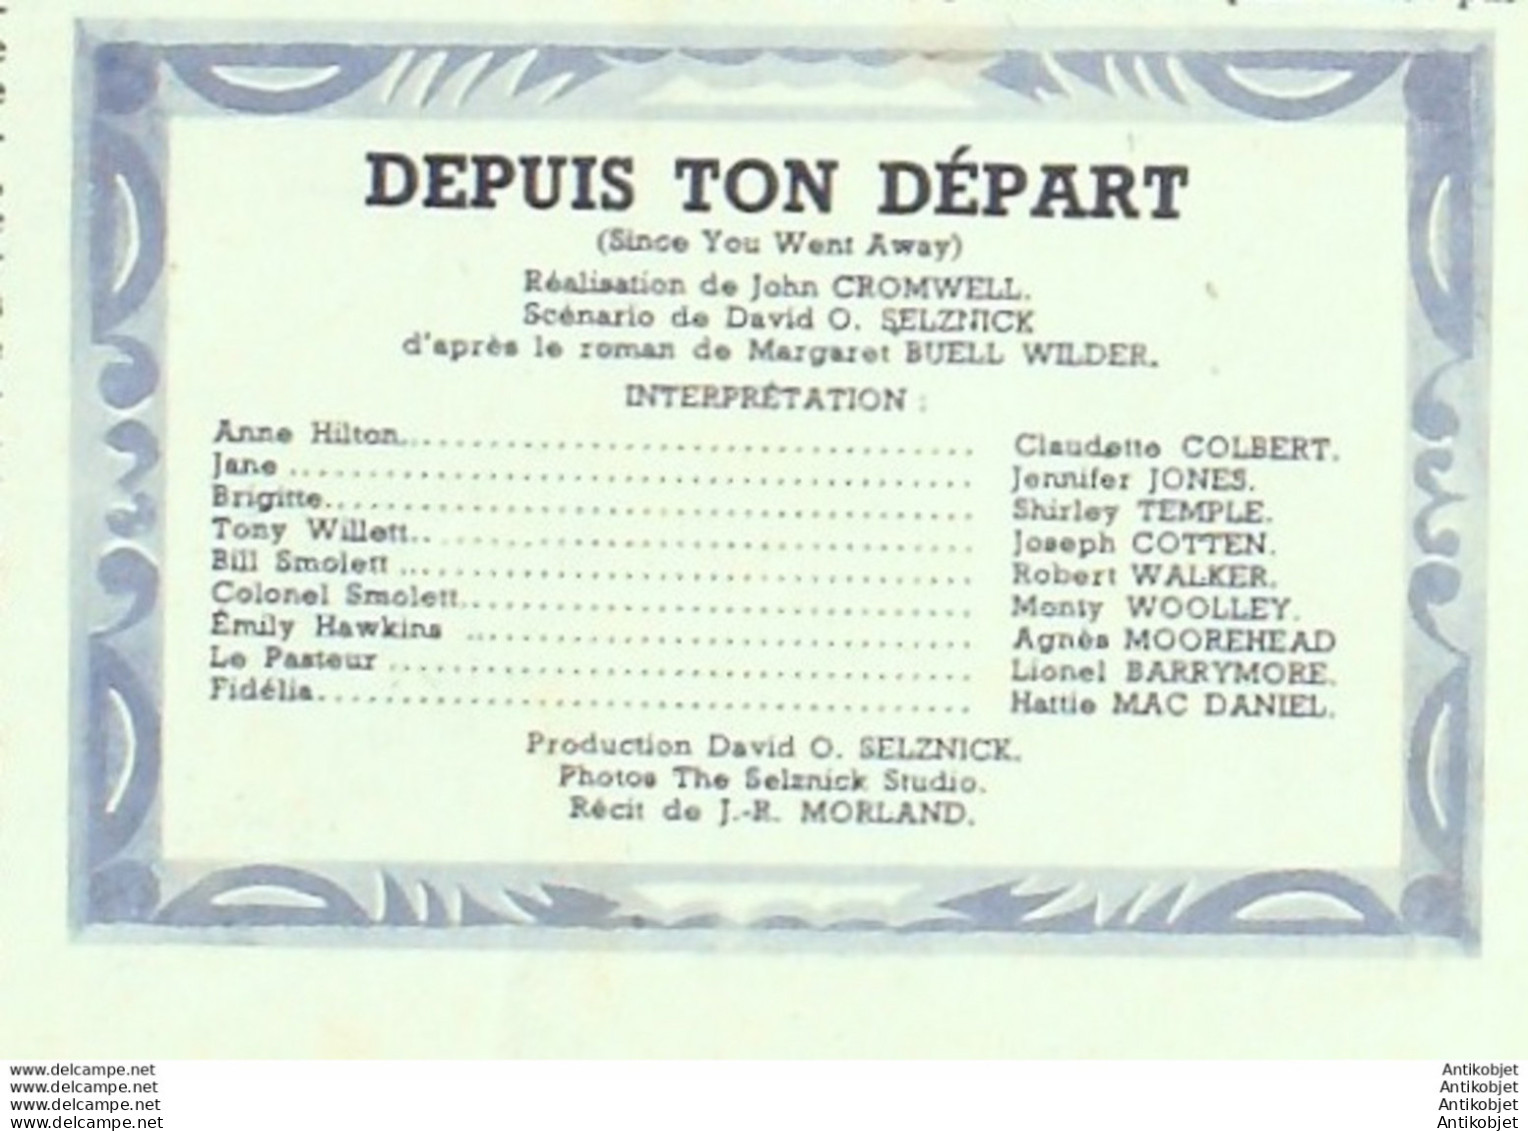 DEPUIS TON DÉPART
(Since You Went Away)
Réalisation de John CROMWELL.
Scénario de David O. SELZNICK
d'après le roman de Margaret BUELL WILDER.
INTERPRÉTATION :
Anne Hilton........ Claudette COLBERT.
Jane ........ Jennifer JONES.
Brigitte........ Shirley TEMPLE.
Tony Willett........ Joseph COTTEN.
Bill Smolett ........ Robert WALKER.
Colonel Smolett........ Monty WOOLLEY.
Émily Hawkins ........ Agnès MOOREHEAD
Le Pasteur ........ Lionel BARRYMORE.
Fidélia........ Hattie MAC DANIEL.
Production David O. SELZNICK.
Photos The Selznick Studio.
Récit de J.-R. MORLAND.
www.delcampe.net Antikobjet
www.delcampe.net Antikobjet
www.delcampe.net Antikobjet
www.delcampe.net Antikobjet